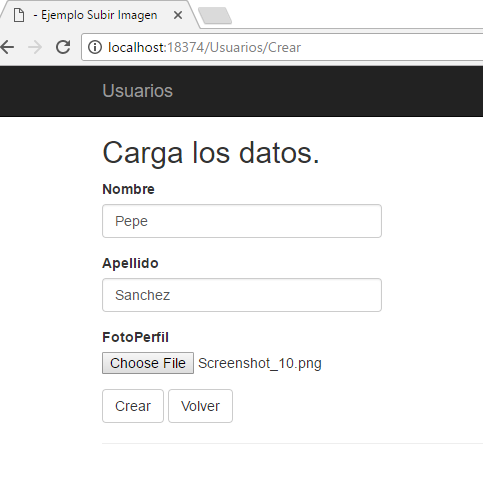 - Ejemplo Subir Imagen
localhost:18374/Usuarios/Crear
Usuarios
Carga los datos.
Nombre
Pepe
Apellido
Sanchez
FotoPerfil
Choose File Screenshot_10.png
Crear Volver